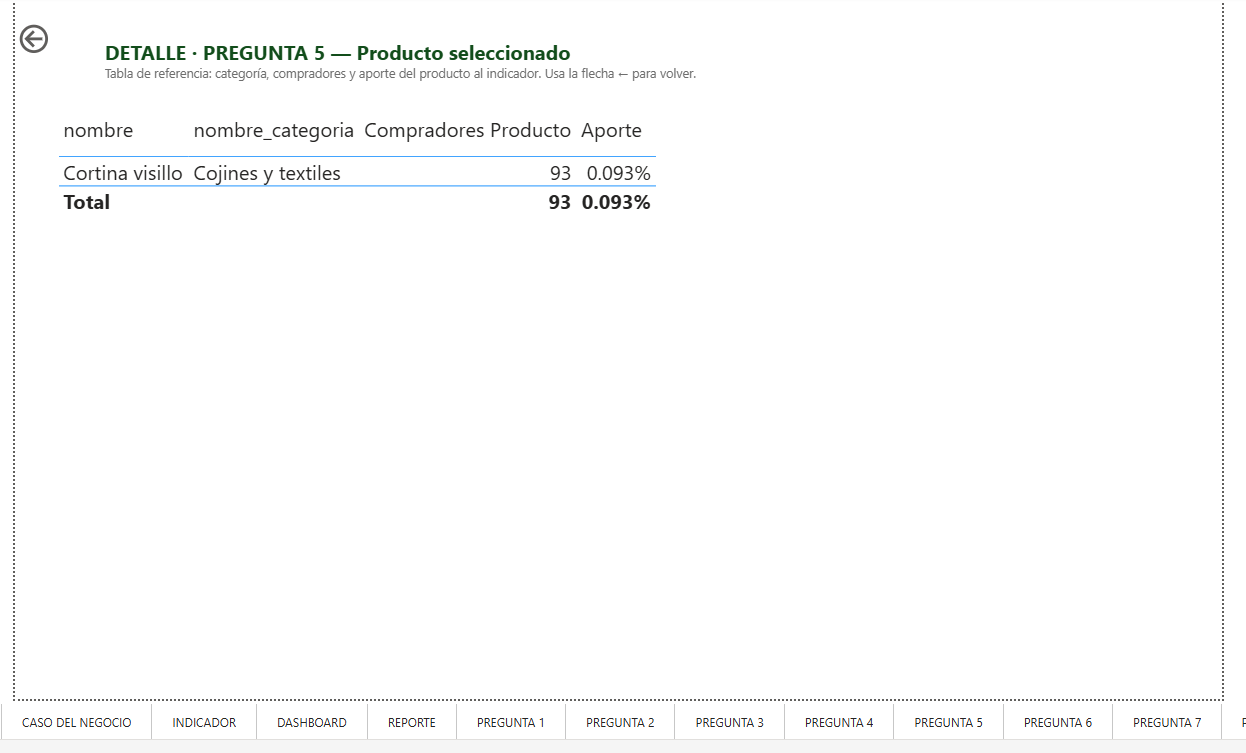 DETALLE · PREGUNTA 5 — Producto seleccionado
Tabla de referencia: categoría, compradores y aporte del producto al indicador. Usa la flecha ← para volver.
nombre nombre_categoria Compradores Producto Aporte
Cortina visillo Cojines y textiles 93 0.093%
Total 93 0.093%
CASO DEL NEGOCIO INDICADOR DASHBOARD REPORTE PREGUNTA 1 PREGUNTA 2 PREGUNTA 3 PREGUNTA 4 PREGUNTA 5 PREGUNTA 6 PREGUNTA 7